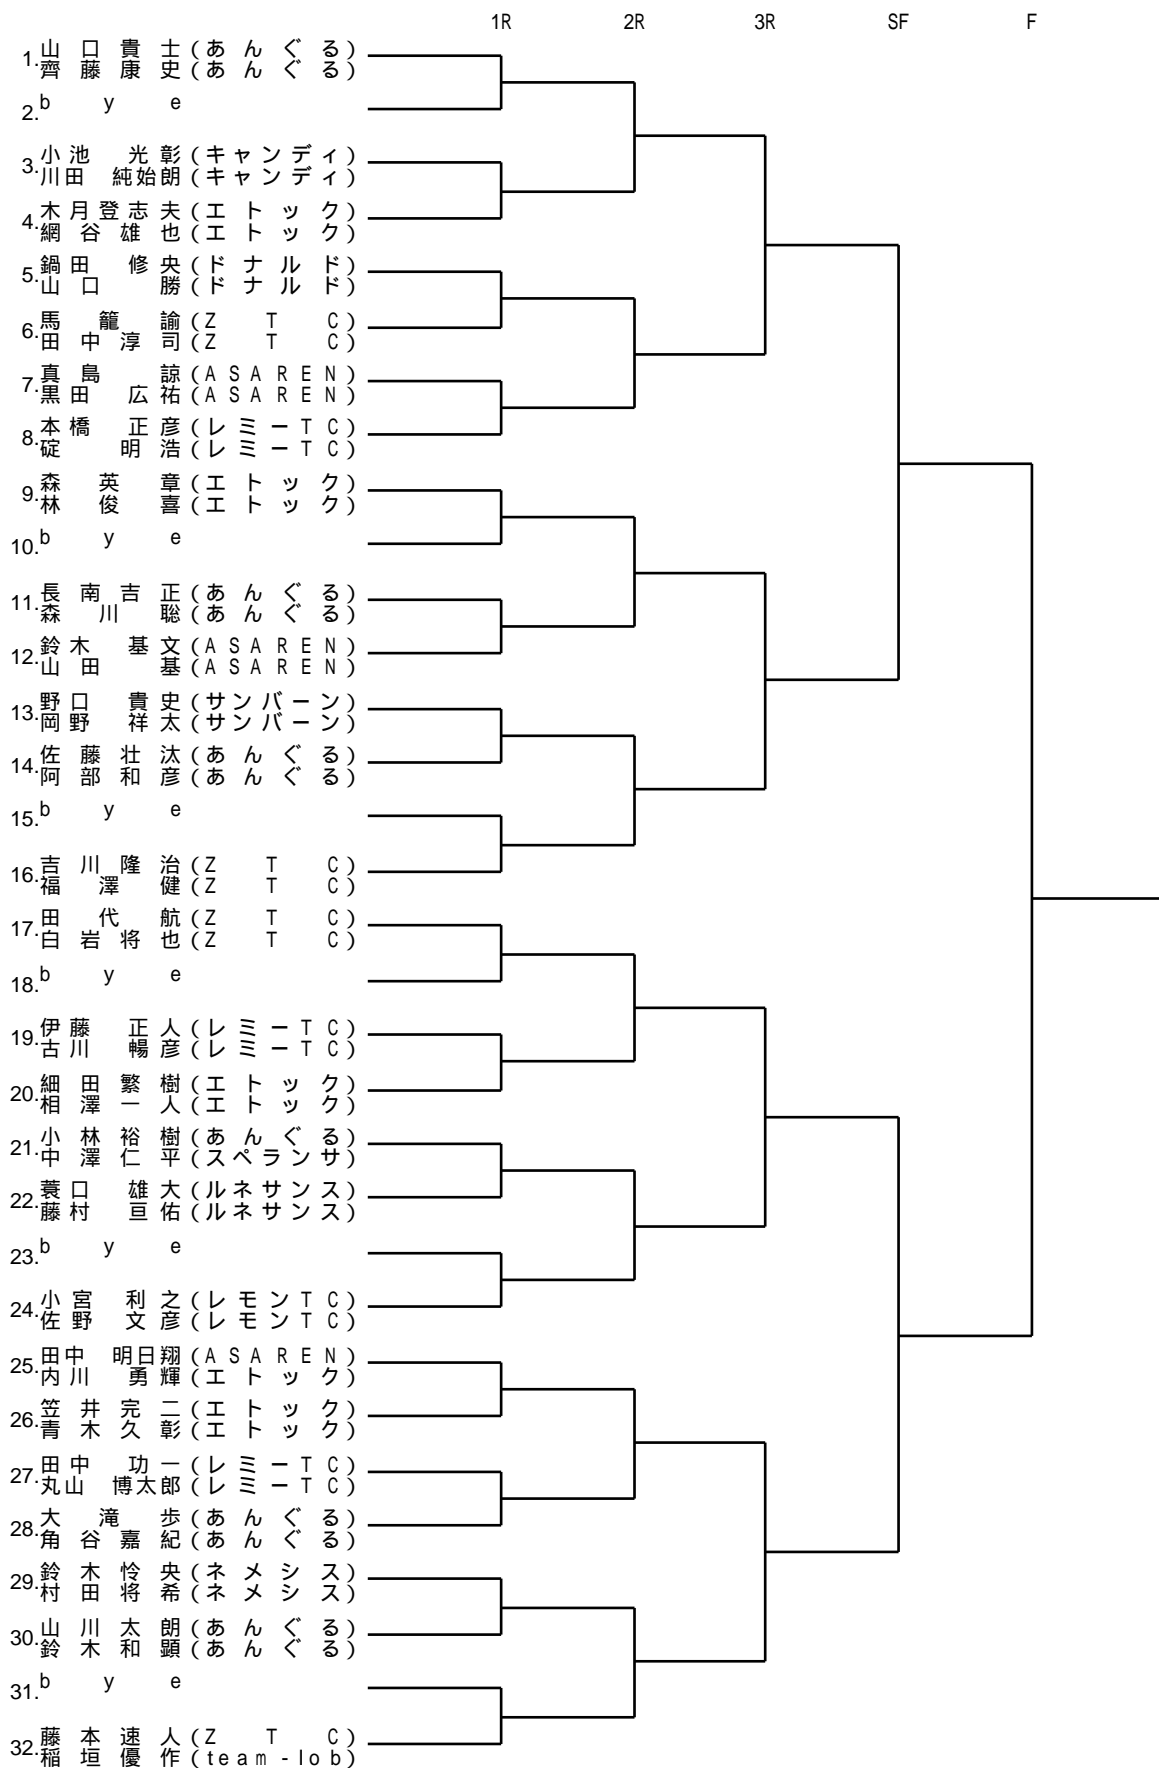 1R 2R 3R SF F
1. 山口貴士(あんぐる)
齊藤康史(あんぐる)
2. bye
3. 小池 光彰(キャンディ)
川田 純始朗(キャンディ)
4. 木月登志夫(エトック)
網谷雄也(エトック)
5. 鍋田 修央(ドナルド)
山口 勝(ドナルド)
6. 馬籠諭(ZTC)
田中淳司(ZTC)
7. 真島 諒(ASAREN)
黒田 広祐(ASAREN)
8. 本橋 正彦(レミーTC)
碇 明浩(レミーTC)
9. 森英章(エトック)
林俊喜(エトック)
10. bye
11. 長南吉正(あんぐる)
森川聡(あんぐる)
12. 鈴木 基文(ASAREN)
山田 基(ASAREN)
13. 野口 貴史(サンバーン)
岡野 祥太(サンバーン)
14. 佐藤壮汰(あんぐる)
阿部和彦(あんぐる)
15. bye
16. 吉川隆治(ZTC)
福澤健(ZTC)
17. 田代航(ZTC)
白岩将也(ZTC)
18. bye
19. 伊藤 正人(レミーTC)
古川 暢彦(レミーTC)
20. 細田繁樹(エトック)
相澤一人(エトック)
21. 小林裕樹(あんぐる)
中澤仁平(スペランサ)
22. 蓑口 雄大(ルネサンス)
藤村 亘佑(ルネサンス)
23. bye
24. 小宮 利之(レモンTC)
佐野 文彦(レモンTC)
25. 田中 明日翔(ASAREN)
内川 勇輝(エトック)
26. 笠井完二(エトック)
青木久彰(エトック)
27. 田中 功一(レミーTC)
丸山 博太郎(レミーTC)
28. 大滝歩(あんぐる)
角谷嘉紀(あんぐる)
29. 鈴木怜央(ネメシス)
村田将希(ネメシス)
30. 山川太朗(あんぐる)
鈴木和顕(あんぐる)
31. bye
32. 藤本速人(ZTC)
稲垣優作(team-lob)